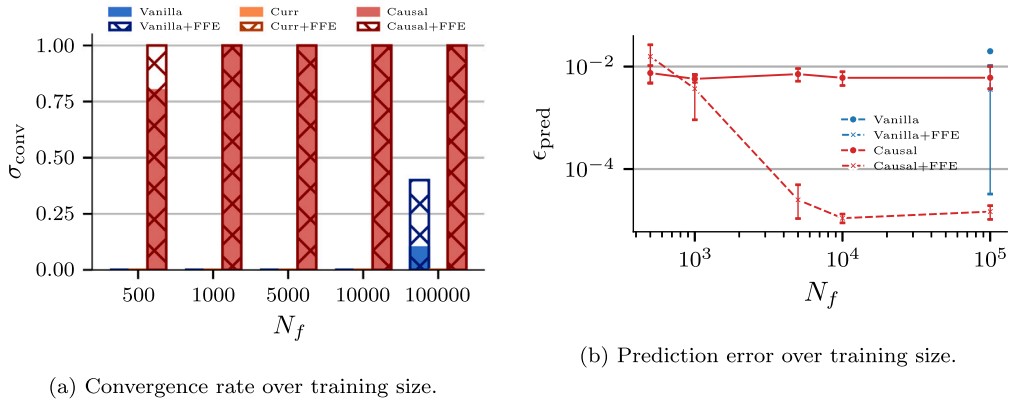 Vanilla Curr Causal
Vanilla+FFE Curr+FFE Causal+FFE
1.00
0.75
0.50
0.25
0.00
σconv
500 1000 5000 10000 100000
Nf
(a) Convergence rate over training size.
10−2
10−4
ϵpred
Vanilla
Vanilla+FFE
Causal
Causal+FFE
10³ 10⁴ 10⁵
Nf
(b) Prediction error over training size.